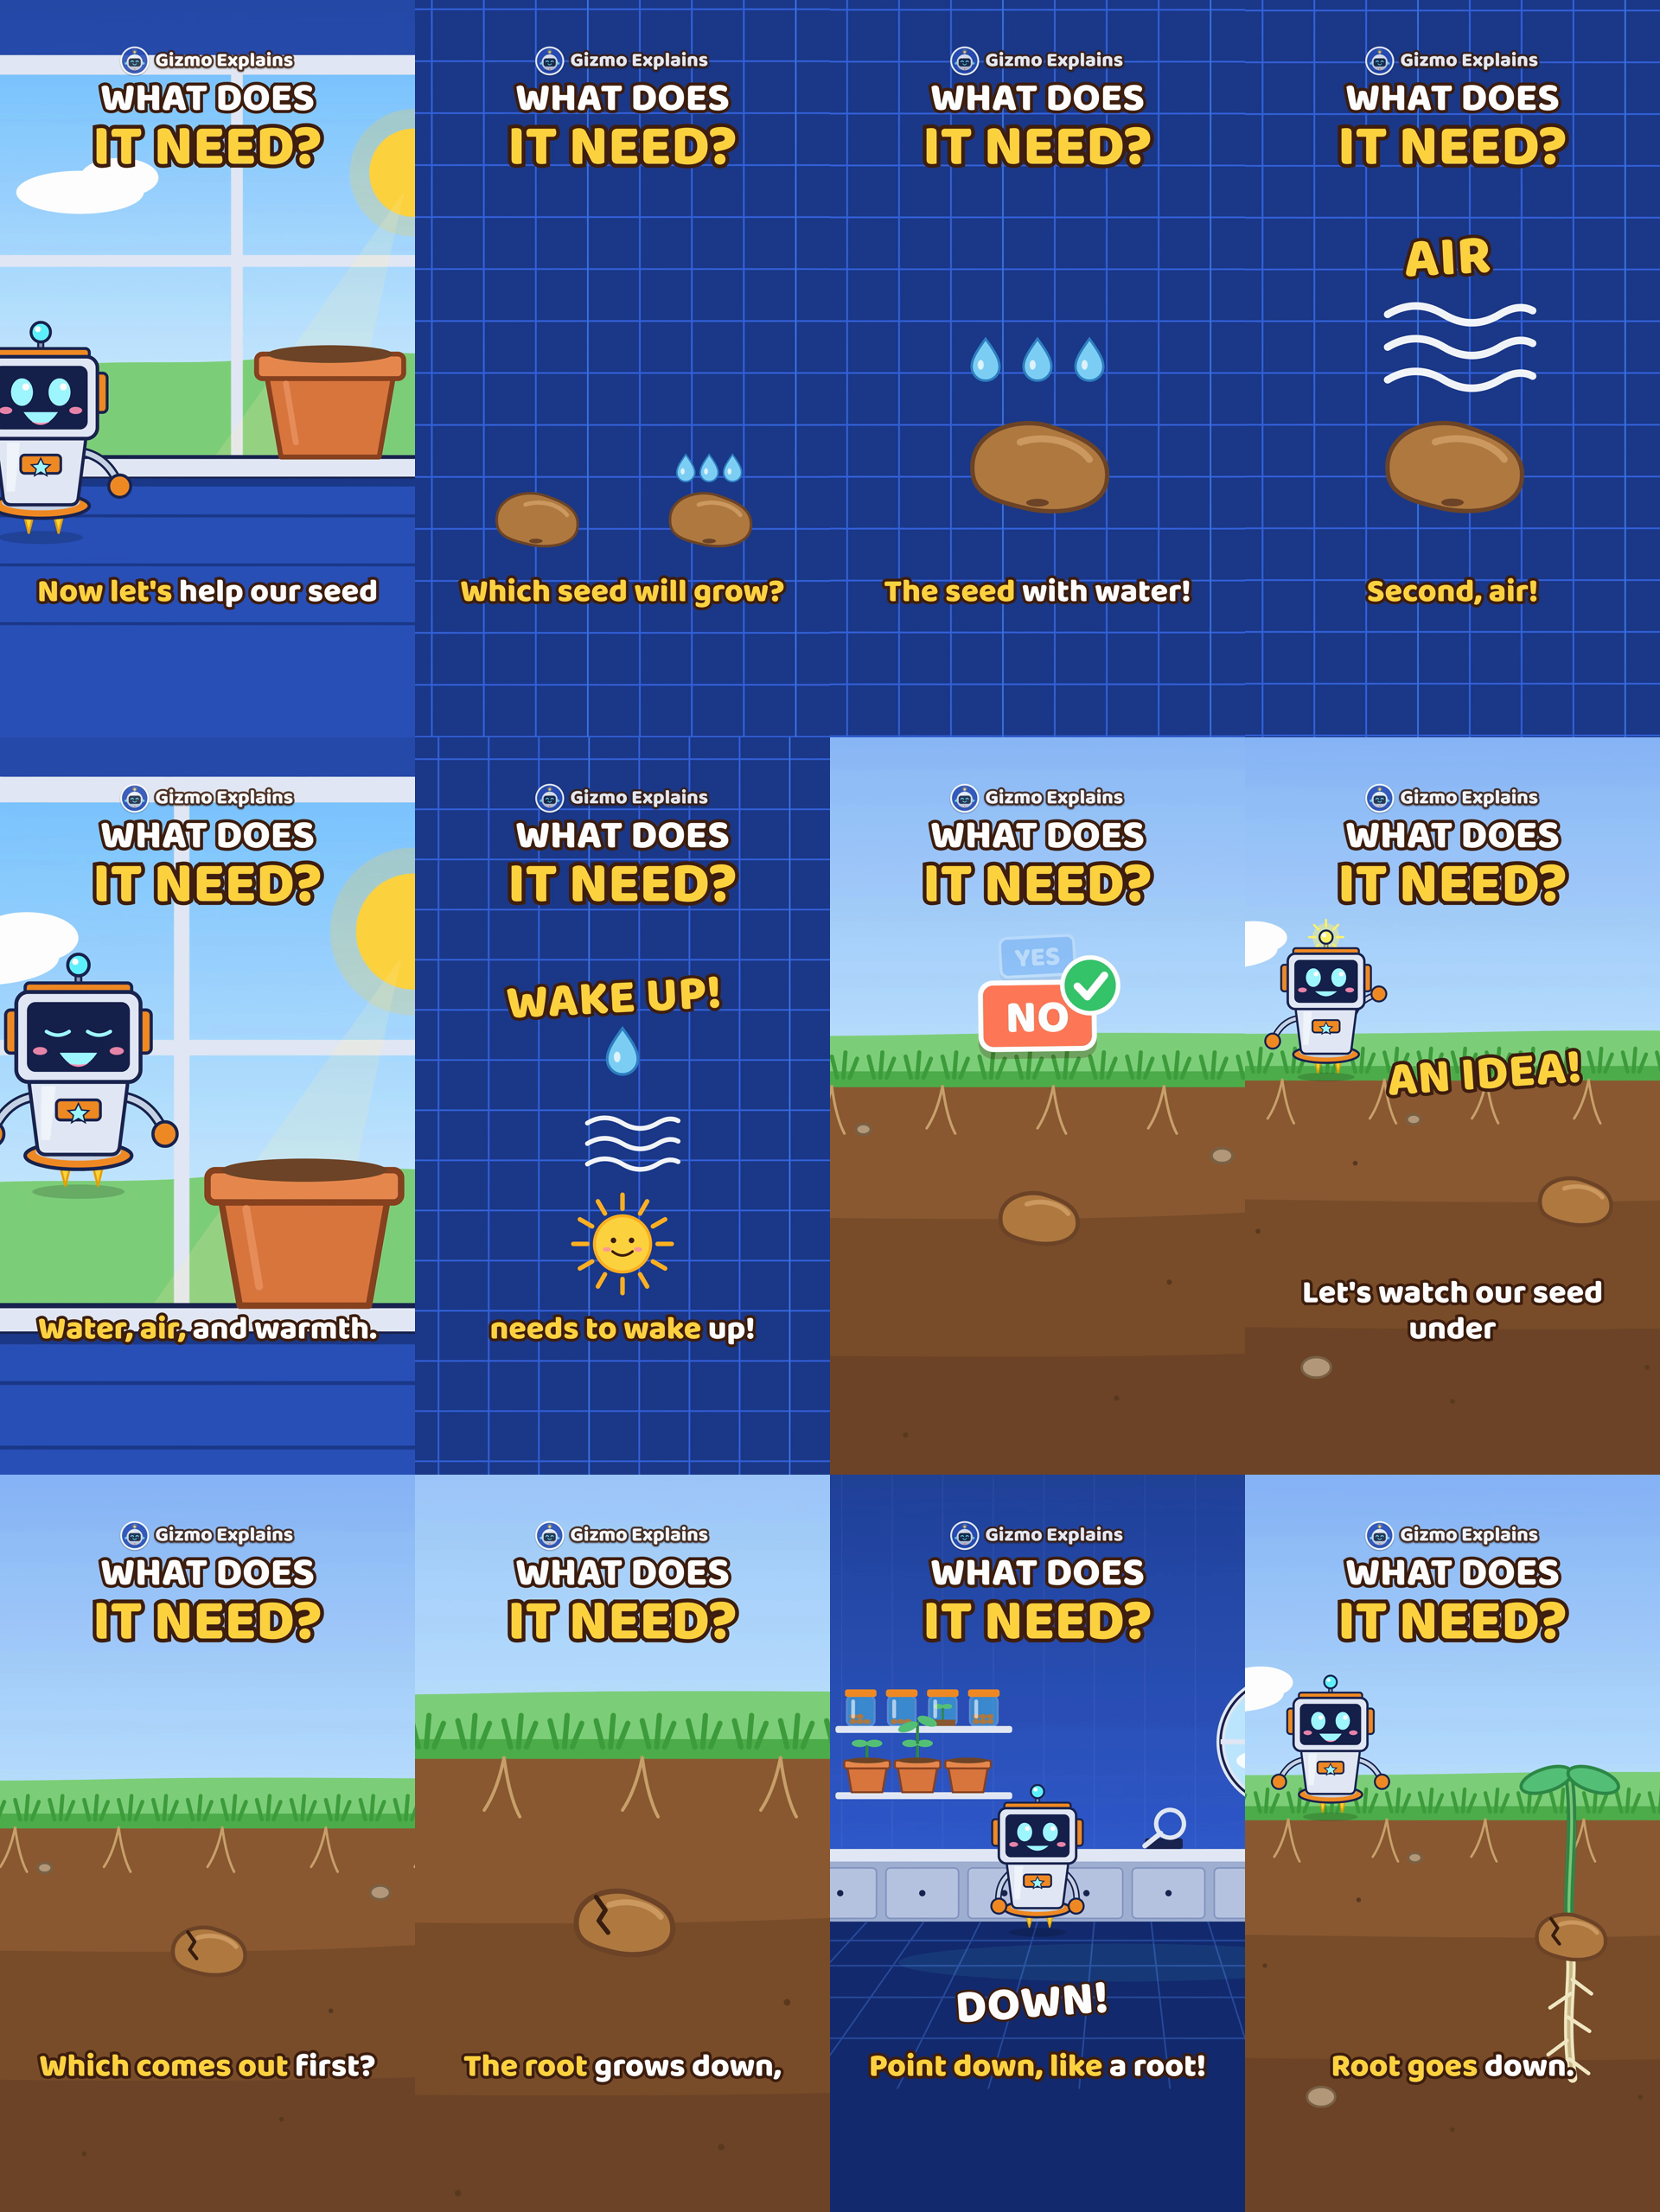 Gizmo Explains
WHAT DOES
IT NEED?
Now let's help our seed
Gizmo Explains
WHAT DOES
IT NEED?
Which seed will grow?
Gizmo Explains
WHAT DOES
IT NEED?
The seed with water!
Gizmo Explains
WHAT DOES
IT NEED?
AIR
Second, air!
Gizmo Explains
WHAT DOES
IT NEED?
Water, air, and warmth.
Gizmo Explains
WHAT DOES
IT NEED?
WAKE UP!
needs to wake up!
Gizmo Explains
WHAT DOES
IT NEED?
YES
NO
Gizmo Explains
WHAT DOES
IT NEED?
AN IDEA!
Let's watch our seed
under
Gizmo Explains
WHAT DOES
IT NEED?
Which comes out first?
Gizmo Explains
WHAT DOES
IT NEED?
The root grows down,
Gizmo Explains
WHAT DOES
IT NEED?
DOWN!
Point down, like a root!
Gizmo Explains
WHAT DOES
IT NEED?
Root goes down.